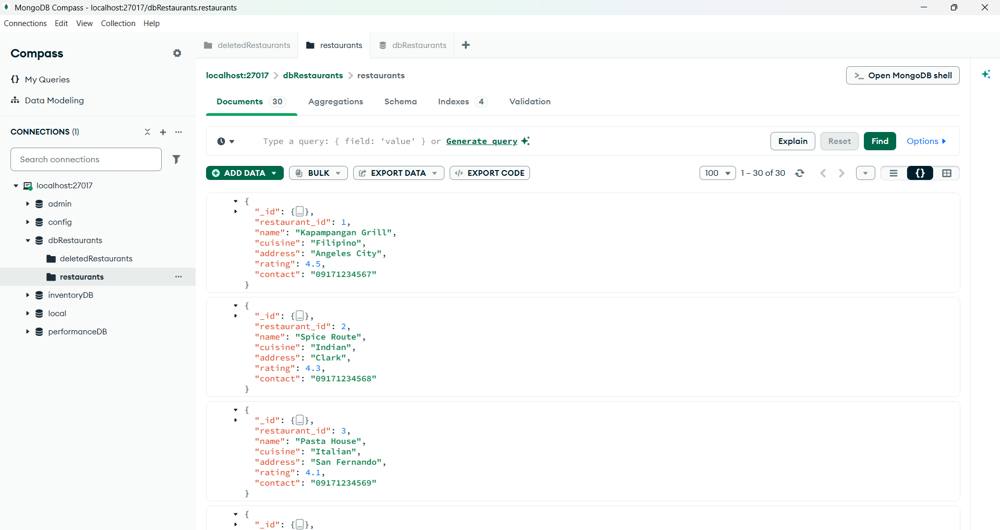 MongoDB Compass - localhost:27017/dbRestaurants.restaurants
Connections Edit View Collection Help
Compass
My Queries
Data Modeling
CONNECTIONS (1)
Search connections
localhost:27017
admin
config
dbRestaurants
deletedRestaurants
restaurants
inventoryDB
local
performanceDB
deletedRestaurants restaurants dbRestaurants
localhost:27017 > dbRestaurants > restaurants
>_ Open MongoDB shell
Documents 30 Aggregations Schema Indexes 4 Validation
Type a query: { field: 'value' } or Generate query
Explain Reset Find Options
ADD DATA BULK EXPORT DATA </> EXPORT CODE
100 1 – 30 of 30
{
"_id": {…},
"restaurant_id": 1,
"name": "Kapampangan Grill",
"cuisine": "Filipino",
"address": "Angeles City",
"rating": 4.5,
"contact": "09171234567"
}
{
"_id": {…},
"restaurant_id": 2,
"name": "Spice Route",
"cuisine": "Indian",
"address": "Clark",
"rating": 4.3,
"contact": "09171234568"
}
{
"_id": {…},
"restaurant_id": 3,
"name": "Pasta House",
"cuisine": "Italian",
"address": "San Fernando",
"rating": 4.1,
"contact": "09171234569"
}
{
"_id": {…},